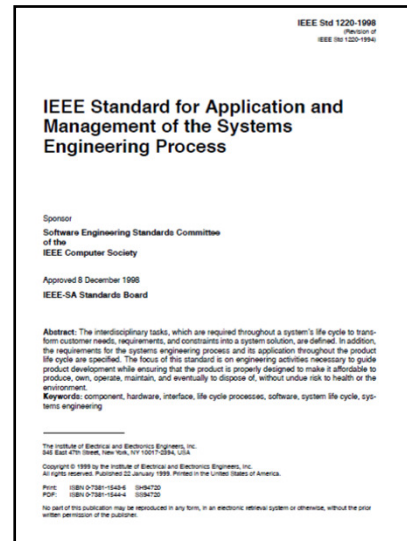 IEEE Std 1220-1998
(Revision of
IEEE Std 1220-1994)
IEEE Standard for Application and
Management of the Systems
Engineering Process
Sponsor
Software Engineering Standards Committee
of the
IEEE Computer Society
Approved 8 December 1998
IEEE-SA Standards Board
Abstract: The interdisciplinary tasks, which are required throughout a system's life cycle to trans-
form customer needs, requirements, and constraints into a system solution, are defined. In addition,
the requirements for the systems engineering process and its application throughout the product
life cycle are specified. The focus of this standard is on engineering activities necessary to guide
product development while ensuring that the product is properly designed to make it affordable to
produce, own, operate, maintain, and eventually to dispose of, without undue risk to health or the
environment.
Keywords: component, hardware, interface, life cycle processes, software, system life cycle, sys-
tems engineering
The Institute of Electrical and Electronics Engineers, Inc.
345 East 47th Street, New York, NY 10017-2394, USA
Copyright © 1999 by the Institute of Electrical and Electronics Engineers, Inc.
All rights reserved. Published 22 January 1999. Printed in the United States of America.
Print: ISBN 0-7381-1543-6 SH94720
PDF: ISBN 0-7381-1544-4 SS94720
No part of this publication may be reproduced in any form, in an electronic retrieval system or otherwise, without the prior
written permission of the publisher.